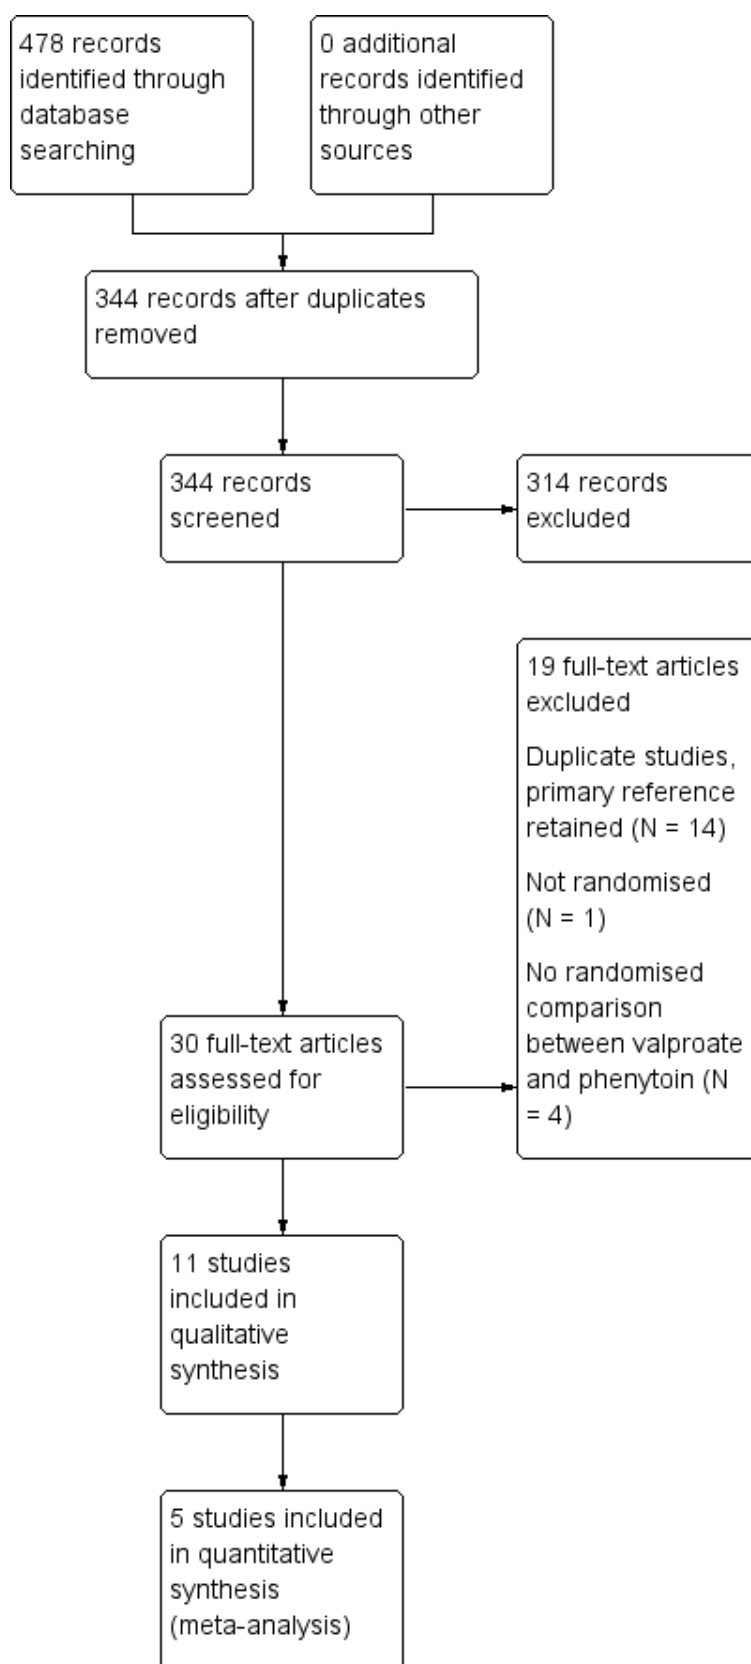 478 records
identified through
database
searching
0 additional
records identified
through other
sources
344 records after duplicates
removed
344 records
screened
314 records
excluded
19 full-text articles
excluded
Duplicate studies,
primary reference
retained (N = 14)
Not randomised
(N = 1)
No randomised
comparison
between valproate
and phenytoin (N
= 4)
30 full-text articles
assessed for
eligibility
11 studies
included in
qualitative
synthesis
5 studies included
in quantitative
synthesis
(meta-analysis)